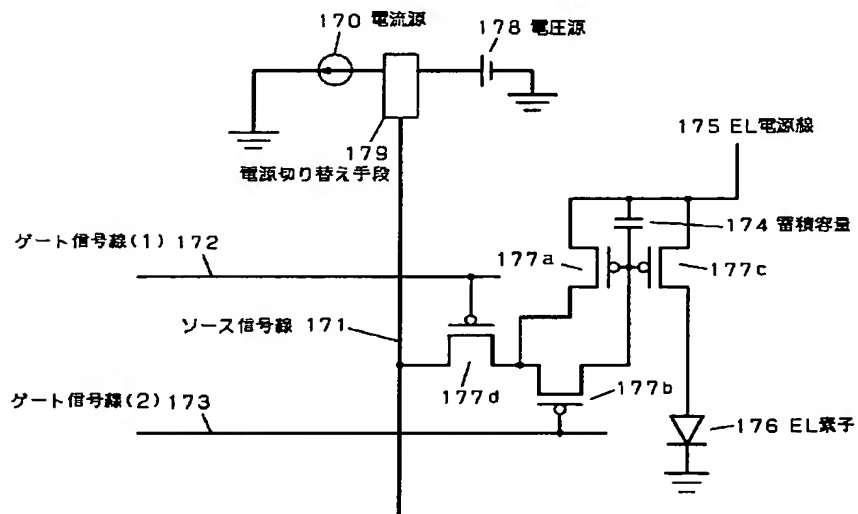 170 電流源
178 電圧源
179
電源切り替え手段
175 EL電源線
174 蓄積容量
ゲート信号線(1) 172
177a
177c
ソース信号線 171
177d
177b
ゲート信号線(2) 173
176 EL素子